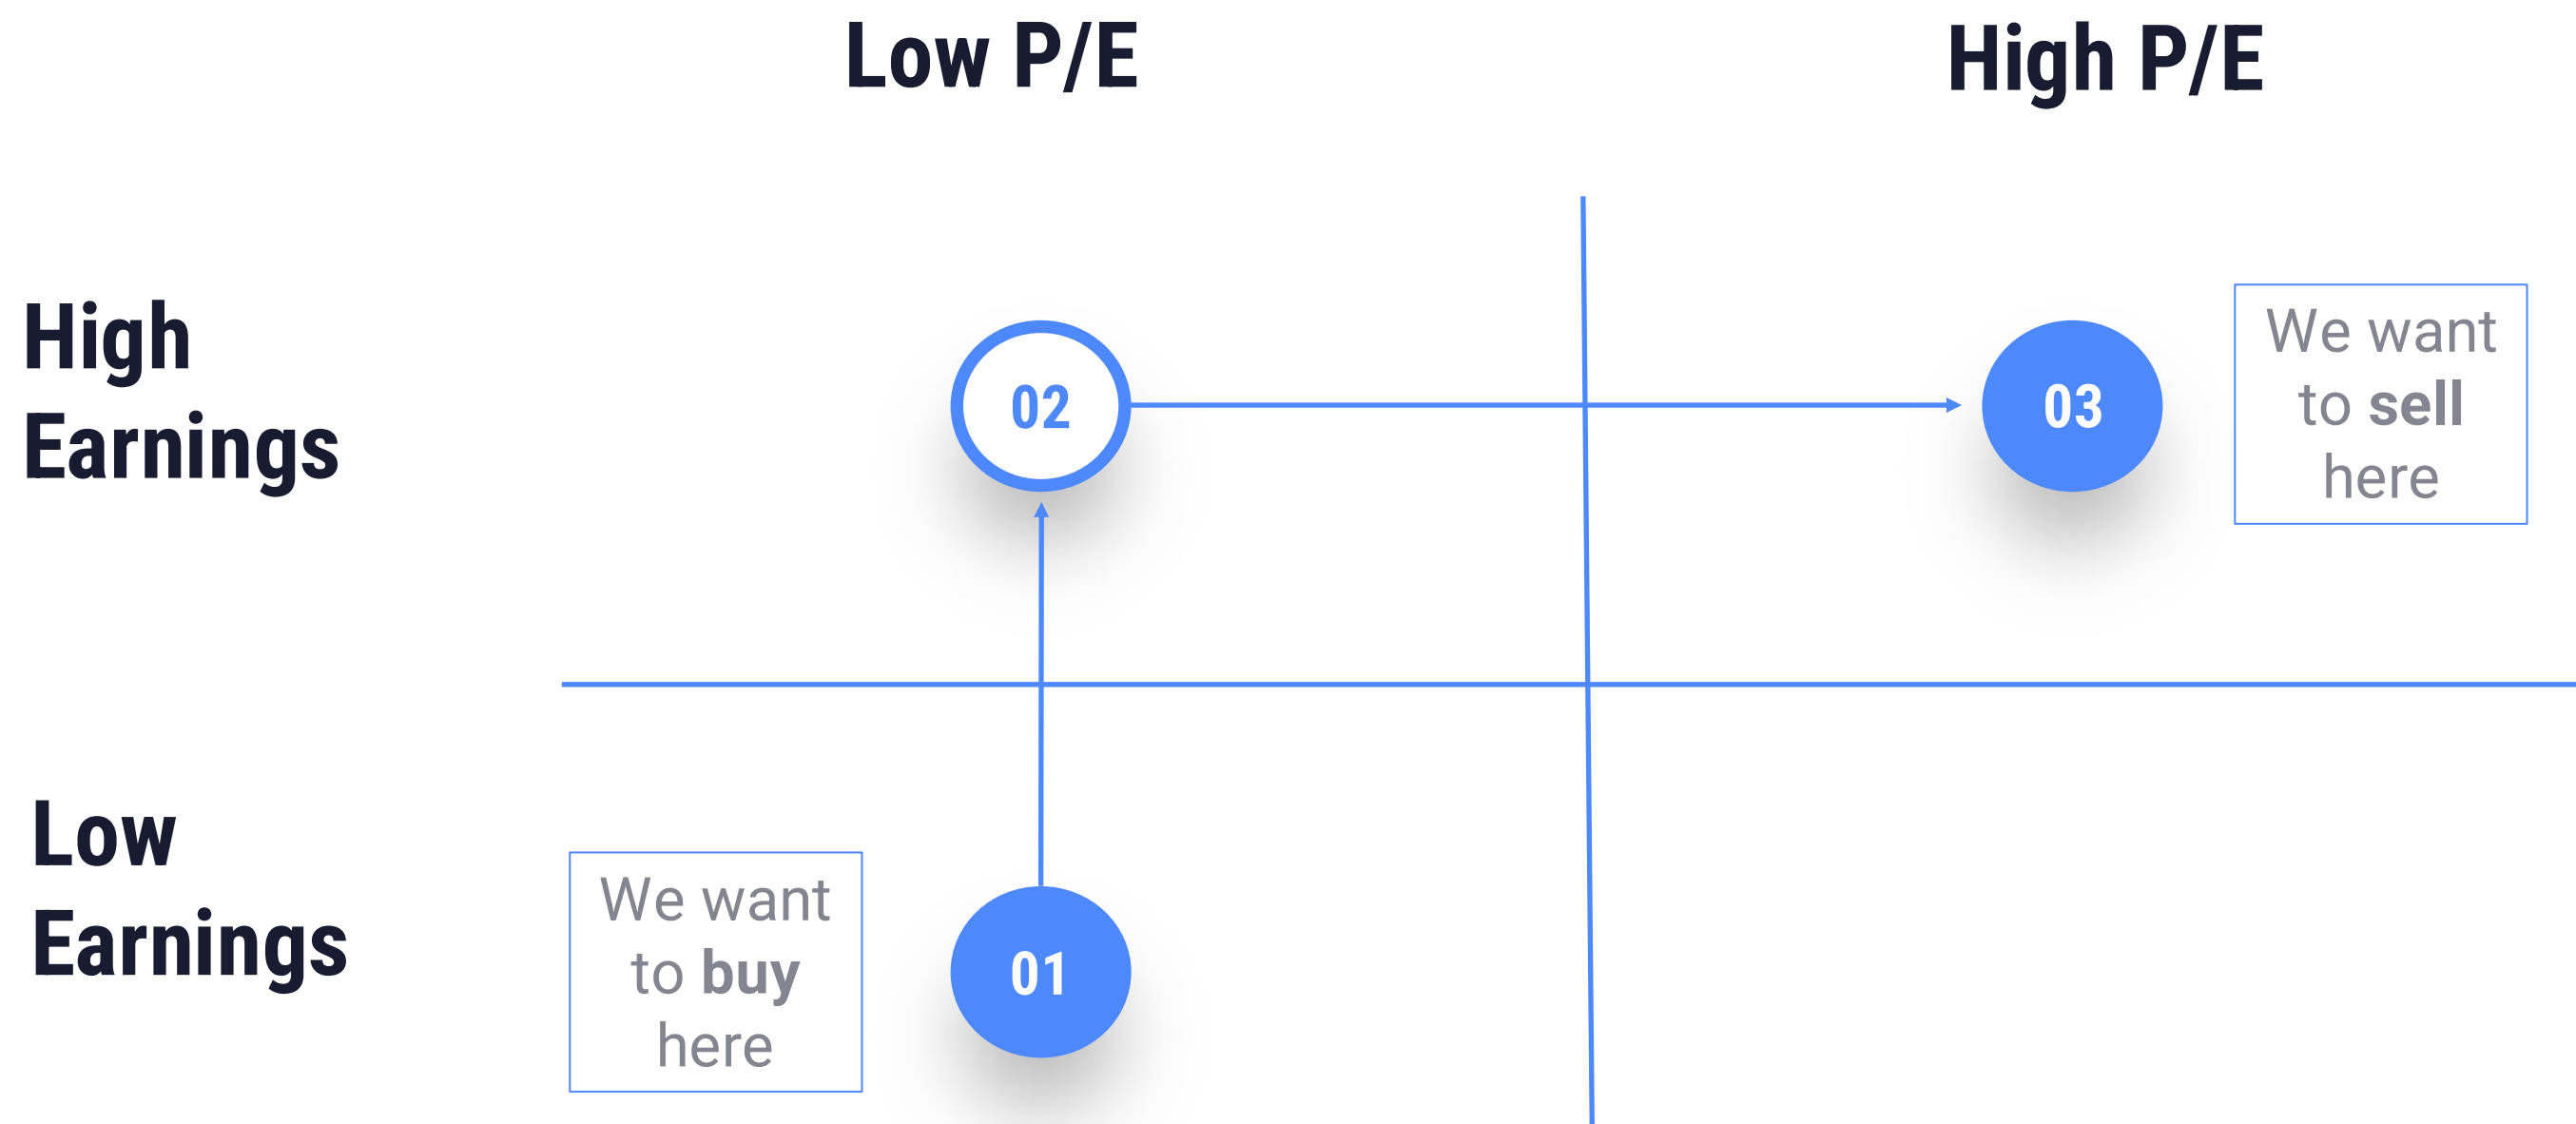 Low P/E
High P/E
High
Earnings
02
03
We want
to sell
here
Low
Earnings
We want
to buy
here
01